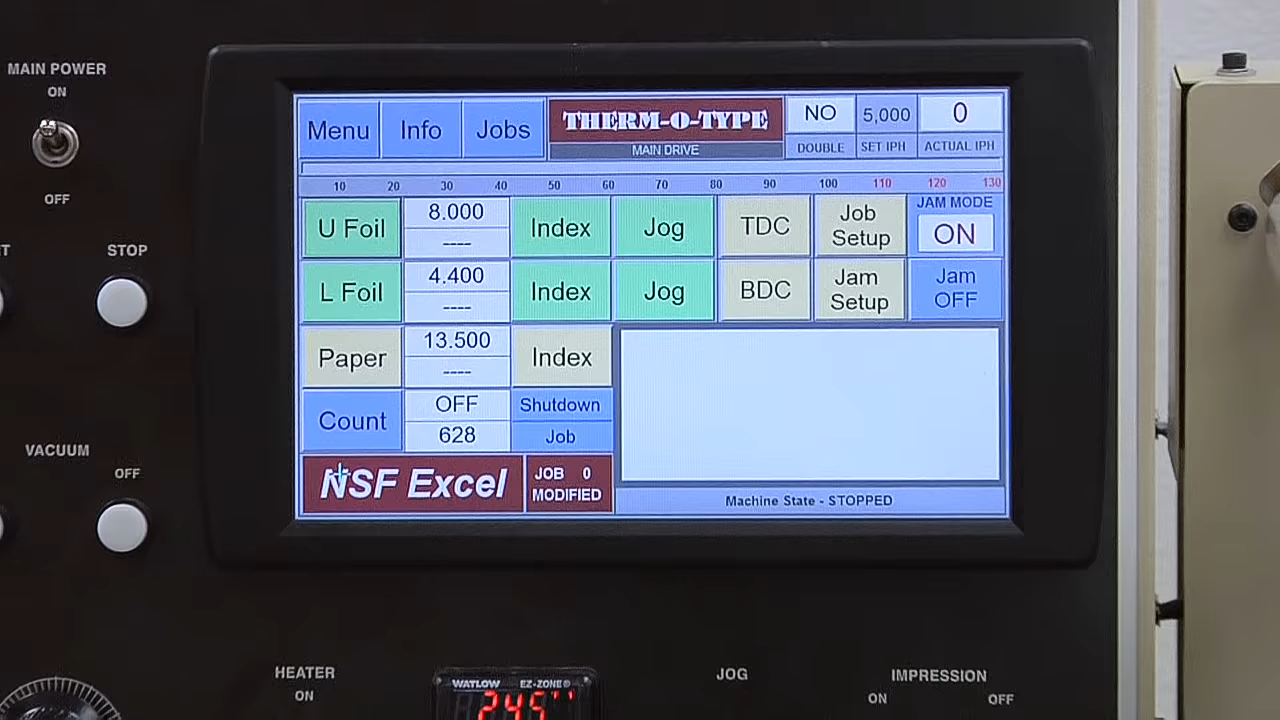 MAIN POWER
ON
OFF
STOP
VACUUM
OFF
Menu Info Jobs
THERM-O-TYPE
MAIN DRIVE
NO 5,000 0
DOUBLE SET IPH ACTUAL IPH
10 20 30 40 50 60 70 80 90 100 110 120 130
U Foil 8.000 ---- Index Jog TDC Job Setup JAM MODE ON
L Foil 4.400 ---- Index Jog BDC Jam Setup Jam OFF
Paper 13.500 ---- Index
Count OFF Shutdown
628 Job
NSF Excel JOB 0
MODIFIED
Machine State - STOPPED
HEATER
ON
WATLOW EZ-ZONE®
245
JOG
IMPRESSION
ON OFF